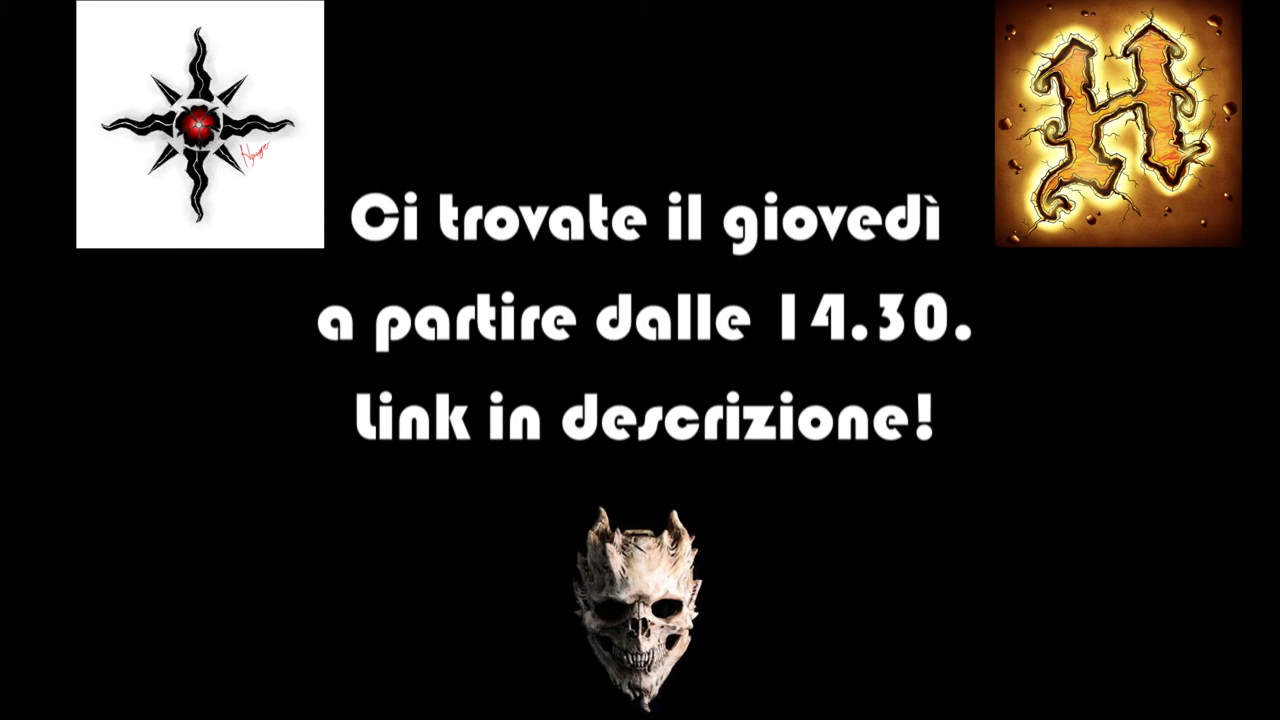 H
Ci trovate il giovedì
a partire dalle 14.30.
Link in descrizione!